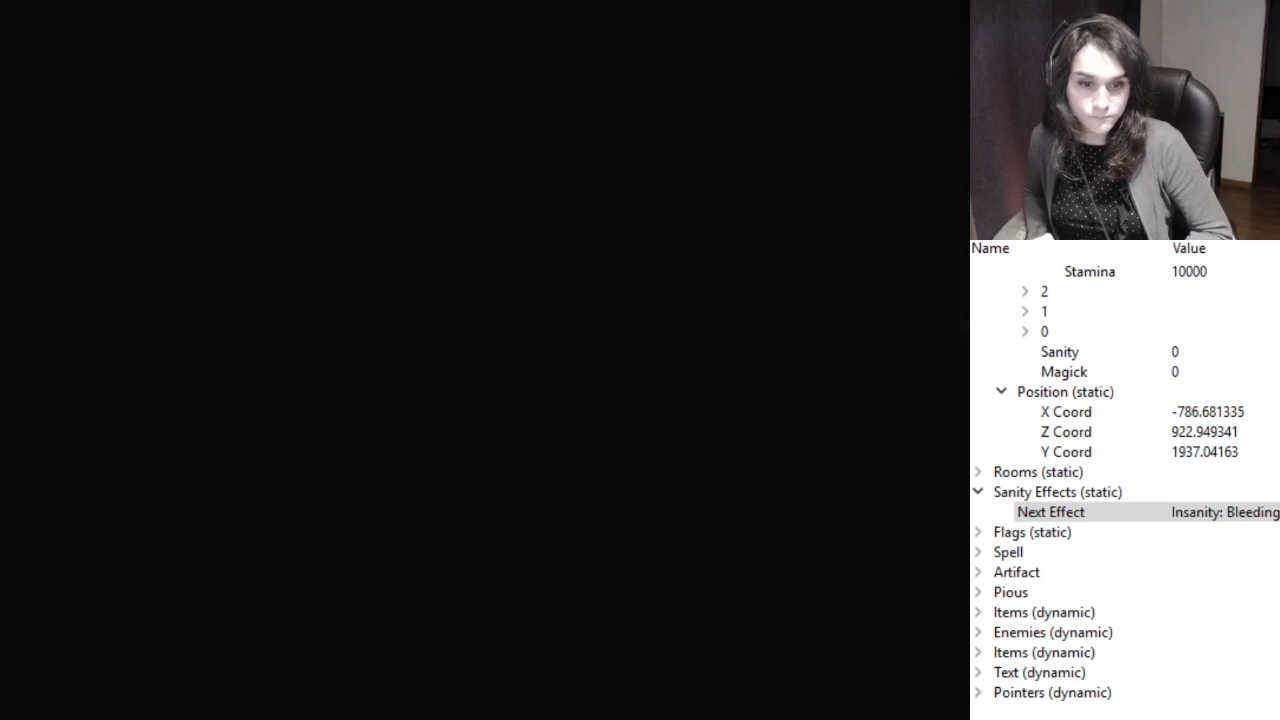 Name Value
Stamina 10000
2
1
0
Sanity 0
Magick 0
Position (static)
X Coord -786.681335
Z Coord 922.949341
Y Coord 1937.04163
Rooms (static)
Sanity Effects (static)
Next Effect Insanity: Bleeding
Flags (static)
Spell
Artifact
Pious
Items (dynamic)
Enemies (dynamic)
Items (dynamic)
Text (dynamic)
Pointers (dynamic)